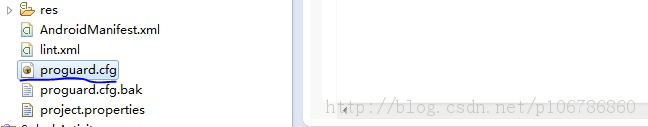 res
AndroidManifest.xml
lint.xml
proguard.cfg
proguard.cfg.bak
project.properties
http://blog.csdn.net/p106786860